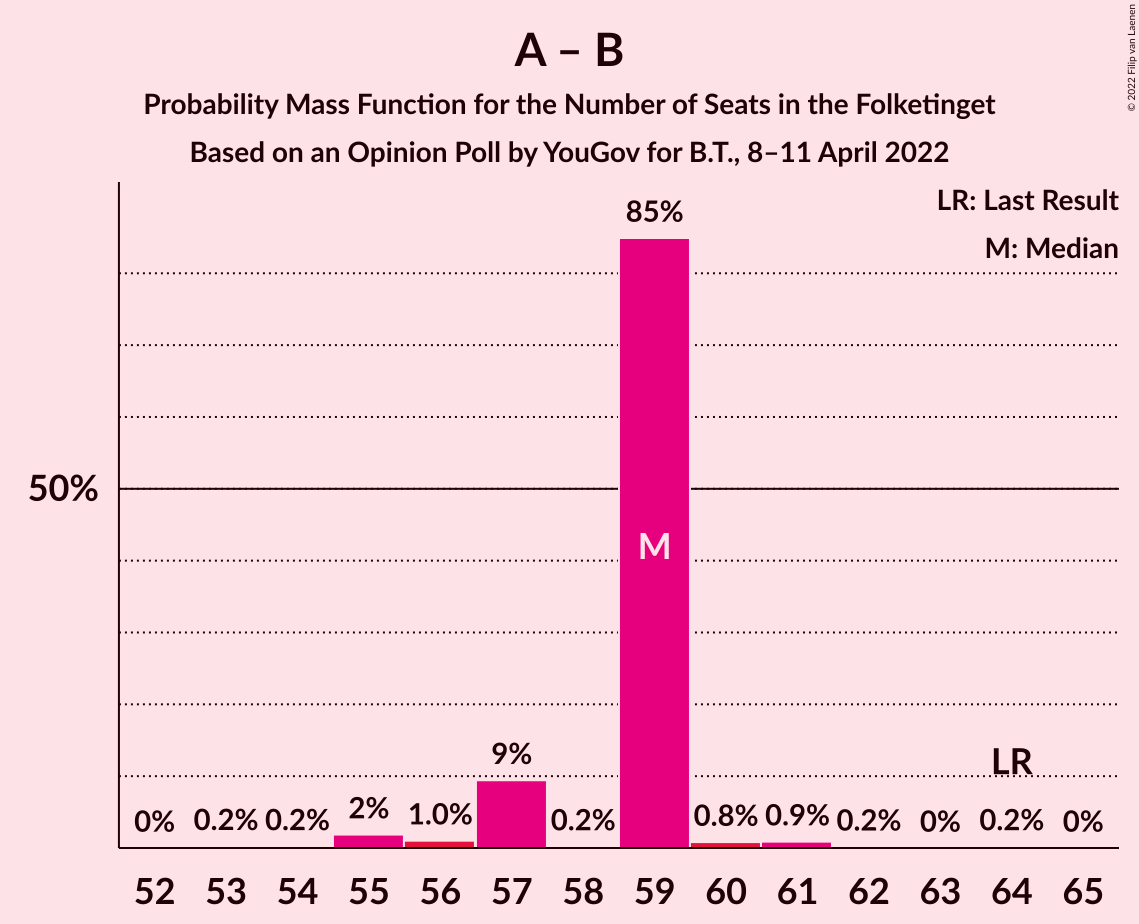 A – B
Probability Mass Function for the Number of Seats in the Folketinget
Based on an Opinion Poll by YouGov for B.T., 8–11 April 2022
© 2022 Filip van Laenen
LR: Last Result
M: Median
85%
50%
M
9%
LR
0% 0.2% 0.2% 2% 1.0% 0.2% 0.8% 0.9% 0.2% 0% 0.2% 0%
52 53 54 55 56 57 58 59 60 61 62 63 64 65